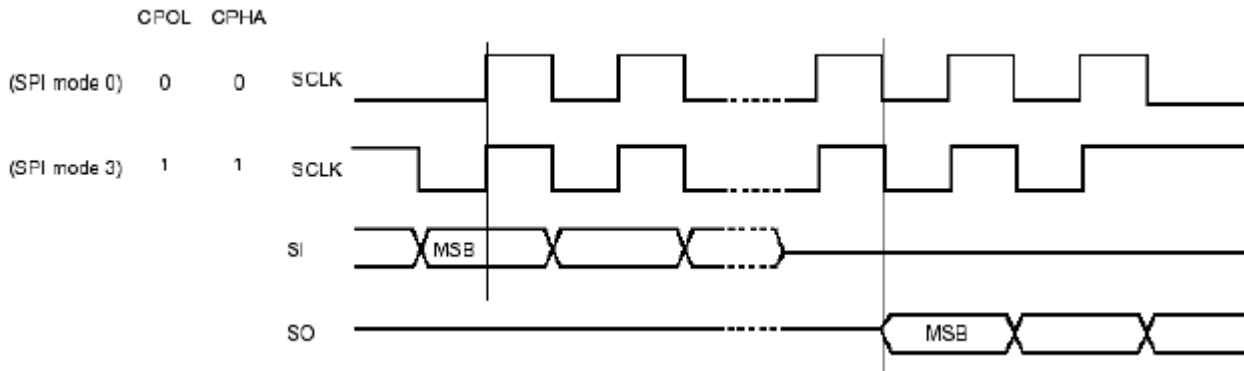 CPOL CPHA
(SPI mode 0) 0 0 SCLK
(SPI mode 3) 1 1 SCLK
SI MSB
SO MSB